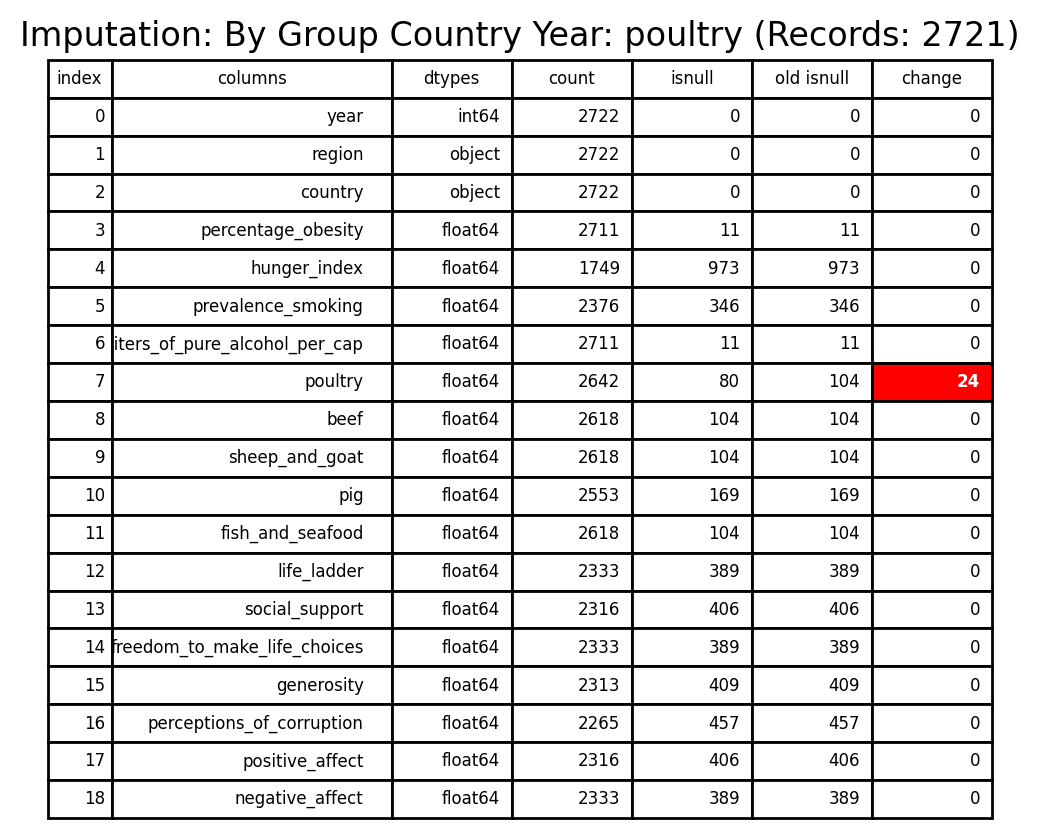 Imputation: By Group Country Year: poultry (Records: 2721)
index columns dtypes count isnull old isnull change
0 year int64 2722 0 0 0
1 region object 2722 0 0 0
2 country object 2722 0 0 0
3 percentage_obesity float64 2711 11 11 0
4 hunger_index float64 1749 973 973 0
5 prevalence_smoking float64 2376 346 346 0
6 iters_of_pure_alcohol_per_cap float64 2711 11 11 0
7 poultry float64 2642 80 104 24
8 beef float64 2618 104 104 0
9 sheep_and_goat float64 2618 104 104 0
10 pig float64 2553 169 169 0
11 fish_and_seafood float64 2618 104 104 0
12 life_ladder float64 2333 389 389 0
13 social_support float64 2316 406 406 0
14 freedom_to_make_life_choices float64 2333 389 389 0
15 generosity float64 2313 409 409 0
16 perceptions_of_corruption float64 2265 457 457 0
17 positive_affect float64 2316 406 406 0
18 negative_affect float64 2333 389 389 0